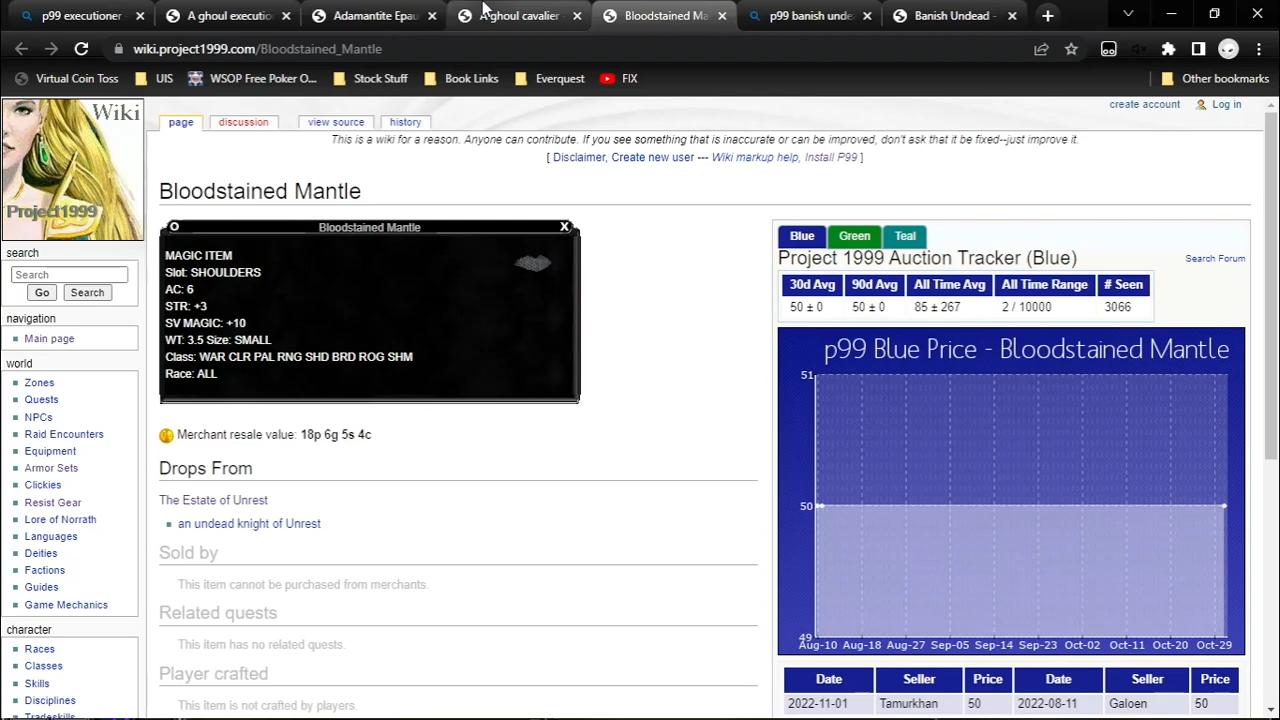 p99 executioner
A ghoul executio
Adamantite Epau
A ghoul cavalier -
Bloodstained Ma
p99 banish unde
Banish Undead -
wiki.project1999.com/Bloodstained_Mantle
Virtual Coin Toss
UIS
WSOP Free Poker O...
Stock Stuff
Book Links
Everquest
FIX
Other bookmarks
Wiki
Project1999
create account
Log in
page
discussion
view source
history
This is a wiki for a reason. Anyone can contribute. If you see something that is inaccurate or can be improved, don't ask that it be fixed--just improve it.
[ Disclaimer, Create new user --- Wiki markup help, Install P99 ]
search
Search
Go
Search
navigation
Main page
world
Zones
Quests
NPCs
Raid Encounters
Equipment
Armor Sets
Clickies
Resist Gear
Lore of Norrath
Languages
Deities
Factions
Guides
Game Mechanics
character
Races
Classes
Skills
Disciplines
Tradeskills
Bloodstained Mantle
Bloodstained Mantle
MAGIC ITEM
Slot: SHOULDERS
AC: 6
STR: +3
SV MAGIC: +10
WT: 3.5 Size: SMALL
Class: WAR CLR PAL RNG SHD BRD ROG SHM
Race: ALL
Merchant resale value: 18p 6g 5s 4c
Drops From
The Estate of Unrest
an undead knight of Unrest
Sold by
This item cannot be purchased from merchants.
Related quests
This item has no related quests.
Player crafted
This item is not crafted by players.
Blue
Green
Teal
Project 1999 Auction Tracker (Blue)
Search Forum
30d Avg 90d Avg All Time Avg All Time Range # Seen
50 ± 0 50 ± 0 85 ± 267 2 / 10000 3066
p99 Blue Price - Bloodstained Mantle
51
50
49
Aug-10 Aug-18 Aug-27 Sep-05 Sep-14 Sep-23 Oct-02 Oct-11 Oct-20 Oct-29
Date Seller Price Date Seller Price
2022-11-01 Tamurkhan 50 2022-08-11 Galoen 50